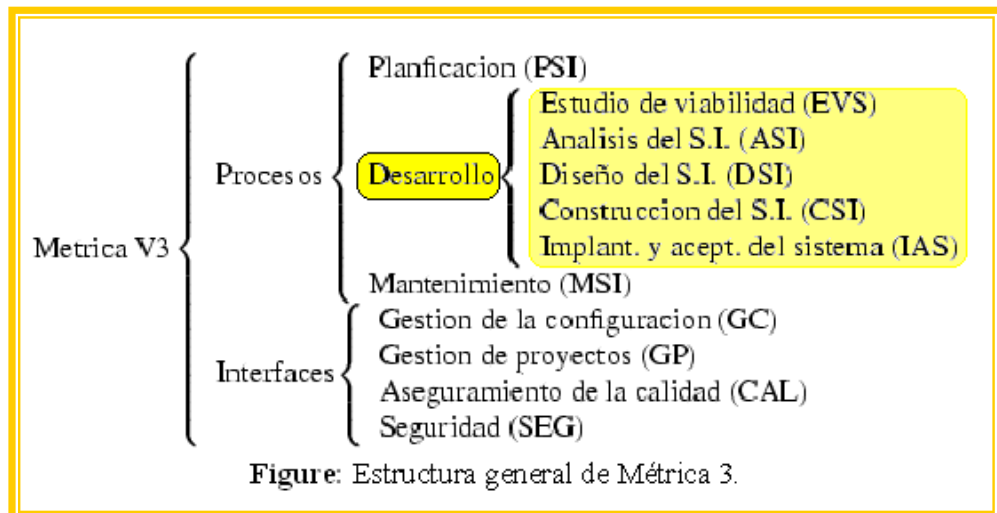 Planficacion (PSI)
Estudio de viabilidad (EVS)
Analisis del S.I. (ASI)
Procesos
Desarrollo
Diseño del S.I. (DSI)
Construccion del S.I. (CSI)
Metrica V3
Implant. y acept. del sistema (IAS)
Mantenimiento (MSI)
Gestion de la configuracion (GC)
Gestion de proyectos (GP)
Interfaces
Aseguramiento de la calidad (CAL)
Seguridad (SEG)
Figure: Estructura general de Métrica 3.